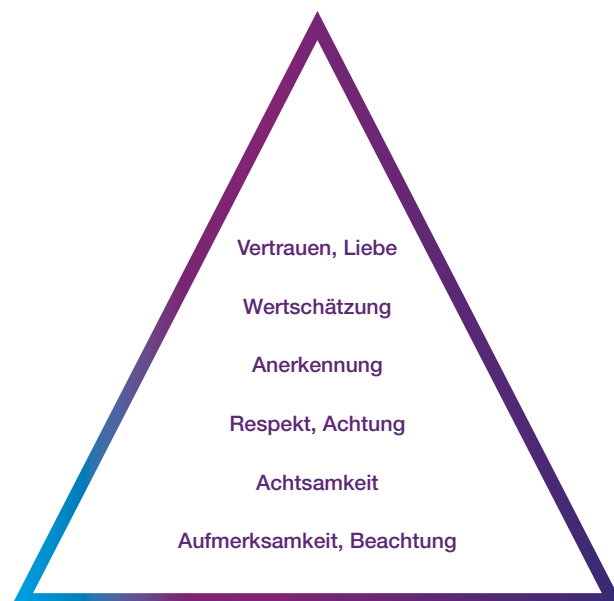 Vertrauen, Liebe
Wertschätzung
Anerkennung
Respekt, Achtung
Achtsamkeit
Aufmerksamkeit, Beachtung